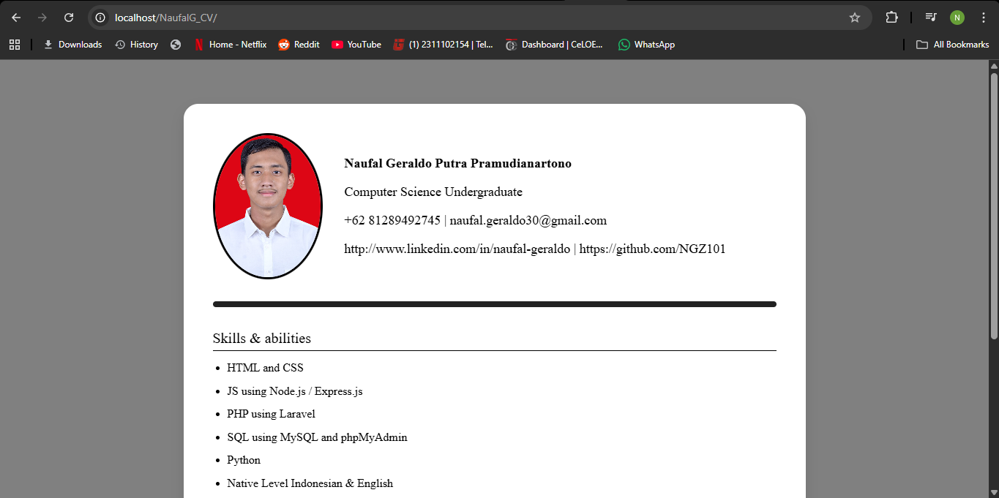 localhost/NaufalG_CV/
N
Downloads
History
Home - Netflix
Reddit
YouTube
(1) 2311102154 | Tel...
Dashboard | CeLOE...
WhatsApp
All Bookmarks
Naufal Geraldo Putra Pramudianartono
Computer Science Undergraduate
+62 81289492745 | naufal.geraldo30@gmail.com
http://www.linkedin.com/in/naufal-geraldo | https://github.com/NGZ101
Skills & abilities
• HTML and CSS
• JS using Node.js / Express.js
• PHP using Laravel
• SQL using MySQL and phpMyAdmin
• Python
• Native Level Indonesian & English